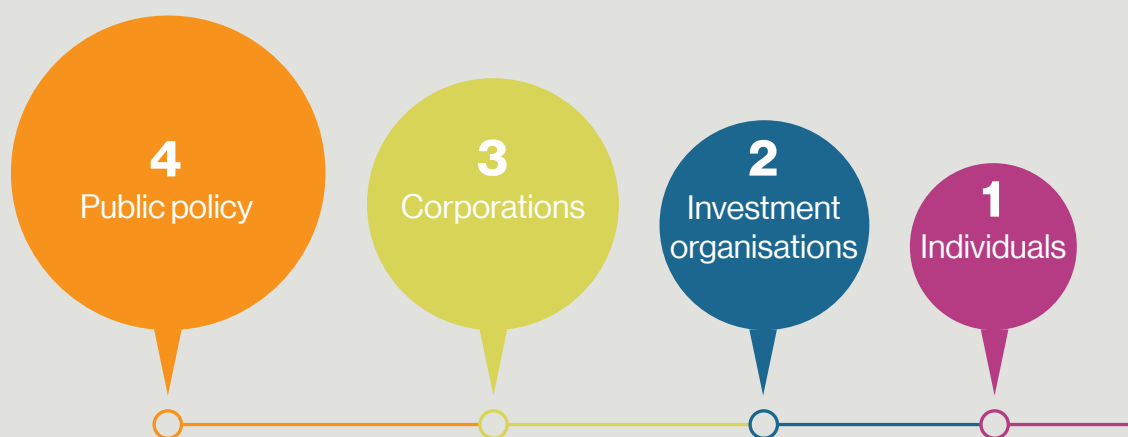 4
Public policy
3
Corporations
2
Investment
organisations
1
Individuals